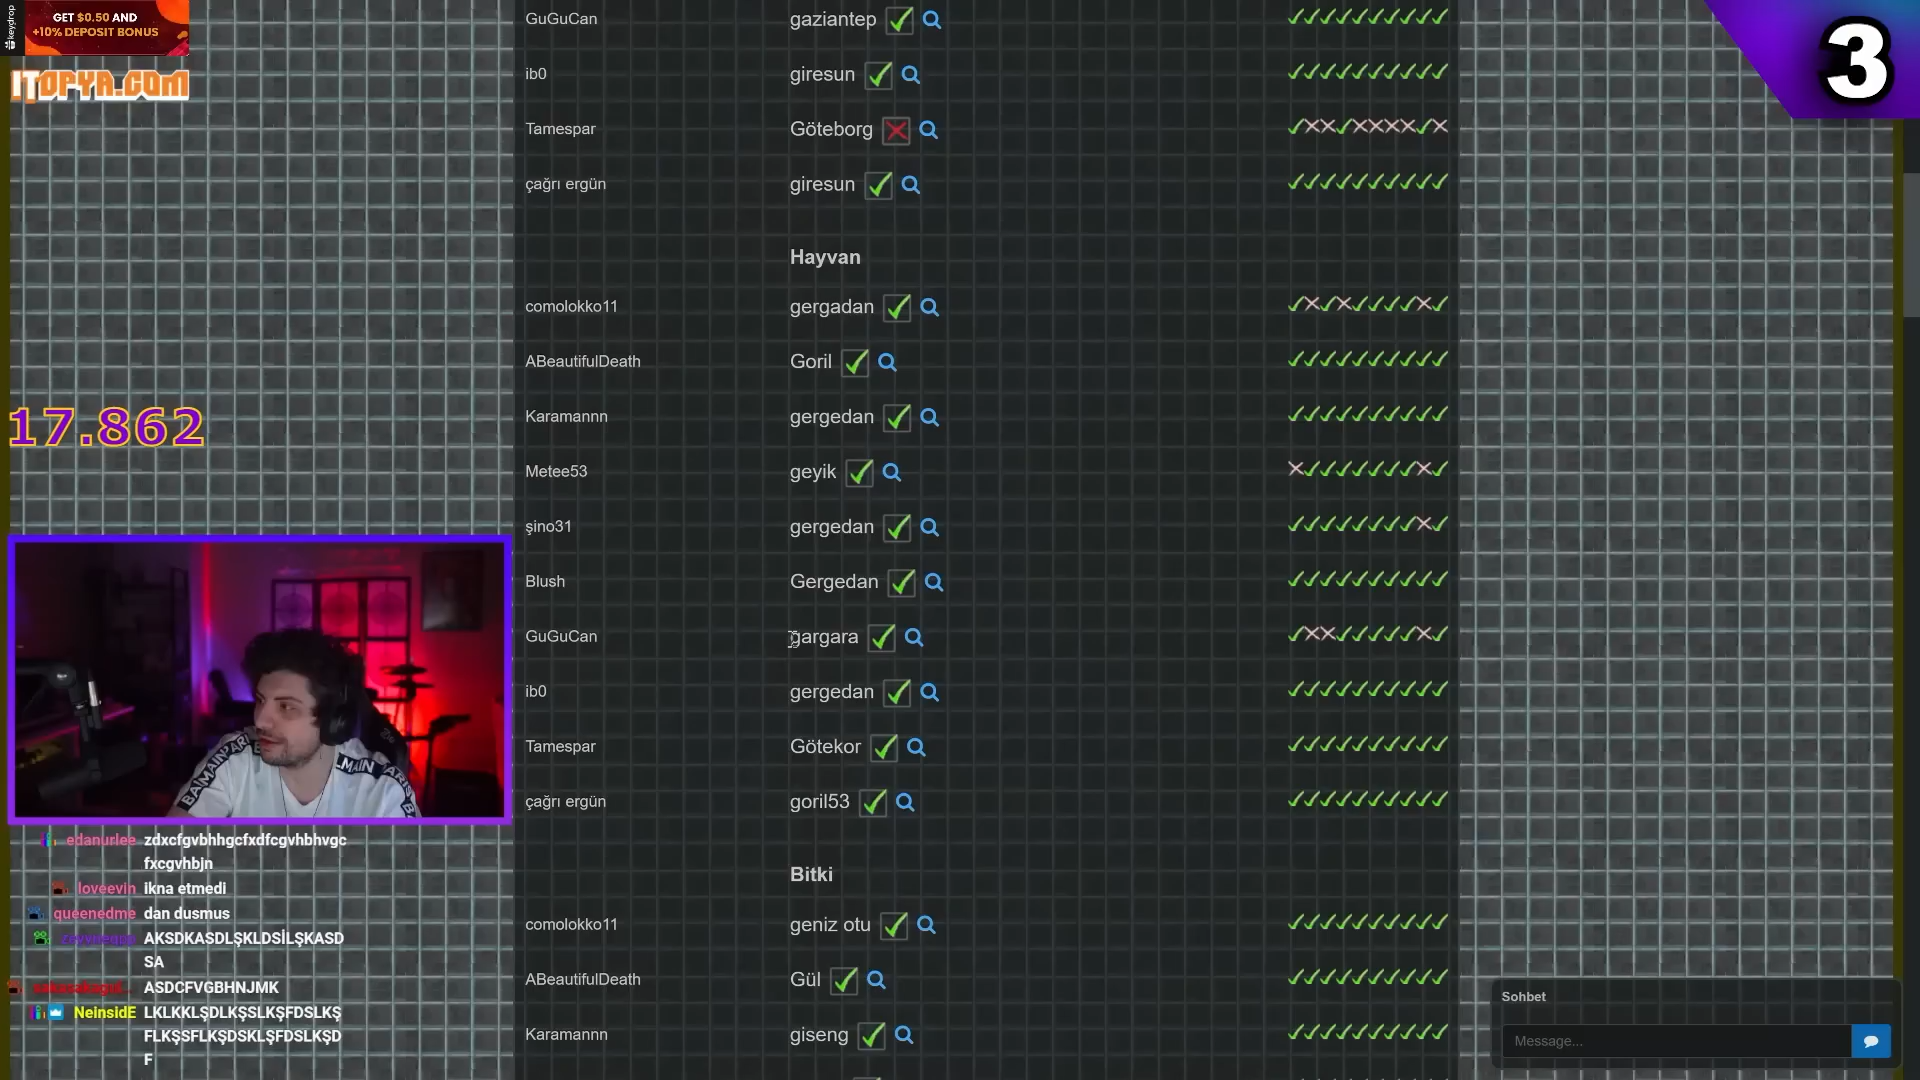 keydrop
GET $0.50 AND
+10% DEPOSIT BONUS
İTOPYA.COM
3
GuGuCan gaziantep
ib0 giresun
Tamespar Göteborg
çağrı ergün giresun
Hayvan
comolokko11 gergadan
ABeautifulDeath Goril
Karamannn gergedan
17.862
Metee53 geyik
şino31 gergedan
Blush Gergedan
GuGuCan gargara
ib0 gergedan
Tamespar Götekor
çağrı ergün goril53
Bitki
comolokko11 geniz otu
ABeautifulDeath Gül
Karamannn giseng
edanurlee zdxcfgvbhhgcfxdfcgvhbhvgc
fxcgvhbjn
loveevin ikna etmedi
queenedme dan dusmus
AKSDKASDLŞKLDSİLŞKASD
SA
ASDCFVGBHNJMK
NeinsidE LKLKKLŞDLKŞSLKŞFDSLKŞ
FLKŞSFLKŞDSKLŞFDSLKŞD
F
Sohbet
Message...